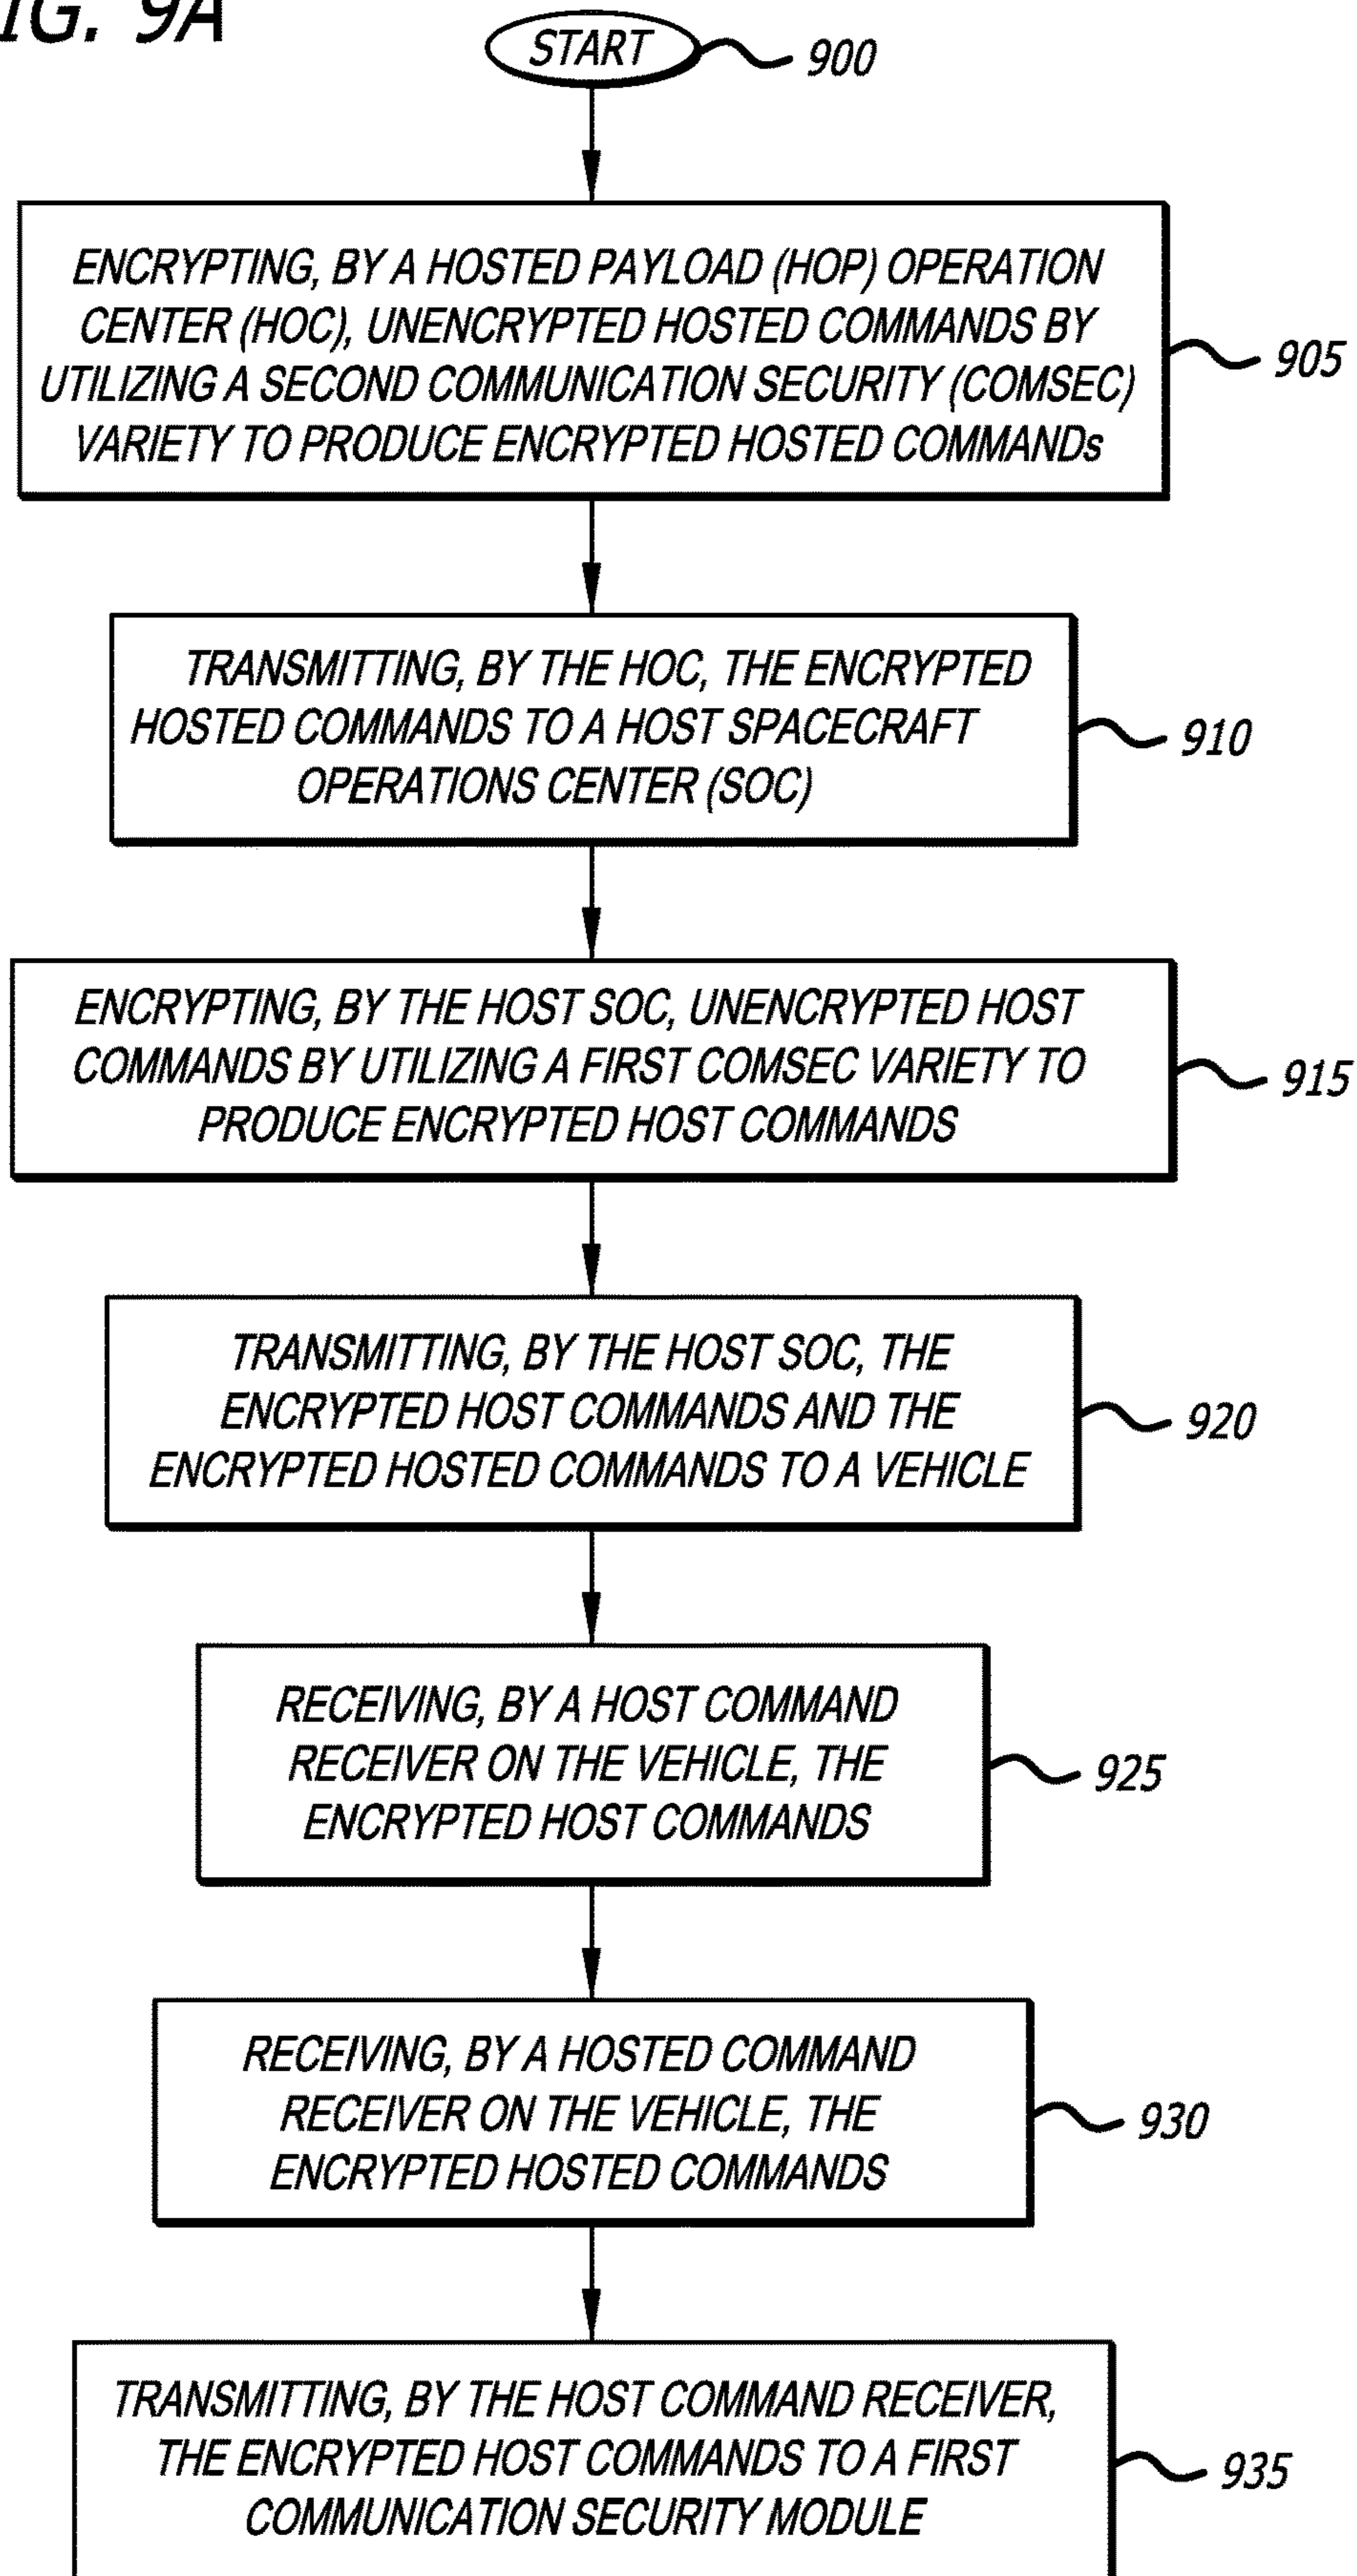 IG. 9A
START 900
ENCRYPTING, BY A HOSTED PAYLOAD (HOP) OPERATION
CENTER (HOC), UNENCRYPTED HOSTED COMMANDS BY
UTILIZING A SECOND COMMUNICATION SECURITY (COMSEC)
VARIETY TO PRODUCE ENCRYPTED HOSTED COMMANDs
905
TRANSMITTING, BY THE HOC, THE ENCRYPTED
HOSTED COMMANDS TO A HOST SPACECRAFT
OPERATIONS CENTER (SOC)
910
ENCRYPTING, BY THE HOST SOC, UNENCRYPTED HOST
COMMANDS BY UTILIZING A FIRST COMSEC VARIETY TO
PRODUCE ENCRYPTED HOST COMMANDS
915
TRANSMITTING, BY THE HOST SOC, THE
ENCRYPTED HOST COMMANDS AND THE
ENCRYPTED HOSTED COMMANDS TO A VEHICLE
920
RECEIVING, BY A HOST COMMAND
RECEIVER ON THE VEHICLE, THE
ENCRYPTED HOST COMMANDS
925
RECEIVING, BY A HOSTED COMMAND
RECEIVER ON THE VEHICLE, THE
ENCRYPTED HOSTED COMMANDS
930
TRANSMITTING, BY THE HOST COMMAND RECEIVER,
THE ENCRYPTED HOST COMMANDS TO A FIRST
COMMUNICATION SECURITY MODULE
935